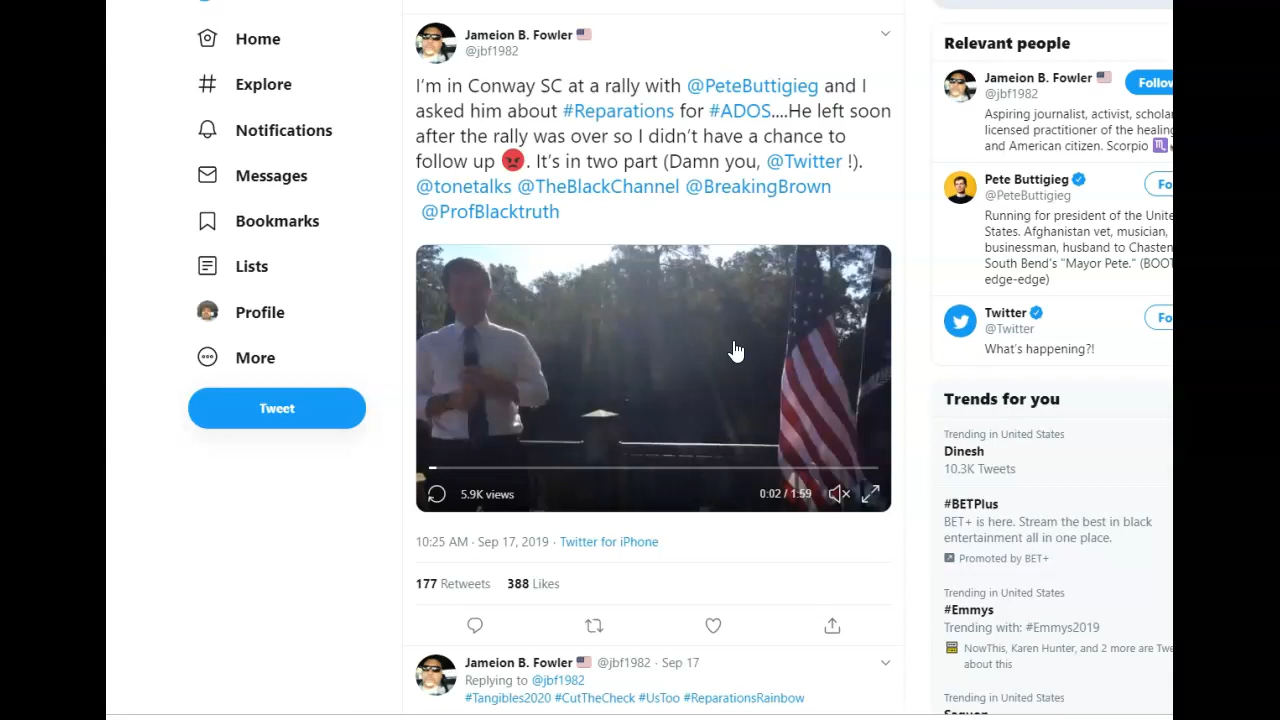 Home
Explore
Notifications
Messages
Bookmarks
Lists
Profile
More
Tweet
Jameion B. Fowler
@jbf1982
I'm in Conway SC at a rally with @PeteButtigieg and I
asked him about #Reparations for #ADOS....He left soon
after the rally was over so I didn't have a chance to
follow up 😡. It's in two part (Damn you, @Twitter !).
@tonetalks @TheBlackChannel @BreakingBrown
@ProfBlacktruth
5.9K views
0:02 / 1:59
10:25 AM · Sep 17, 2019 · Twitter for iPhone
177 Retweets 388 Likes
Jameion B. Fowler 🇺🇸 @jbf1982 · Sep 17
Replying to @jbf1982
#Tangibles2020 #CutTheCheck #UsToo #ReparationsRainbow
Relevant people
Jameion B. Fowler 🇺🇸
@jbf1982
Follow
Aspiring journalist, activist, schola
licensed practitioner of the healing
and American citizen. Scorpio ♏
Pete Buttigieg
@PeteButtigieg
Fo
Running for president of the Unite
States. Afghanistan vet, musician,
businessman, husband to Chasten
South Bend's "Mayor Pete." (BOOT
edge-edge)
Twitter
@Twitter
Fo
What's happening?!
Trends for you
Trending in United States
Dinesh
10.3K Tweets
#BETPlus
BET+ is here. Stream the best in black
entertainment all in one place.
Promoted by BET+
Trending in United States
#Emmys
Trending with: #Emmys2019
NowThis, Karen Hunter, and 2 more are Twe
about this
Trending in United States